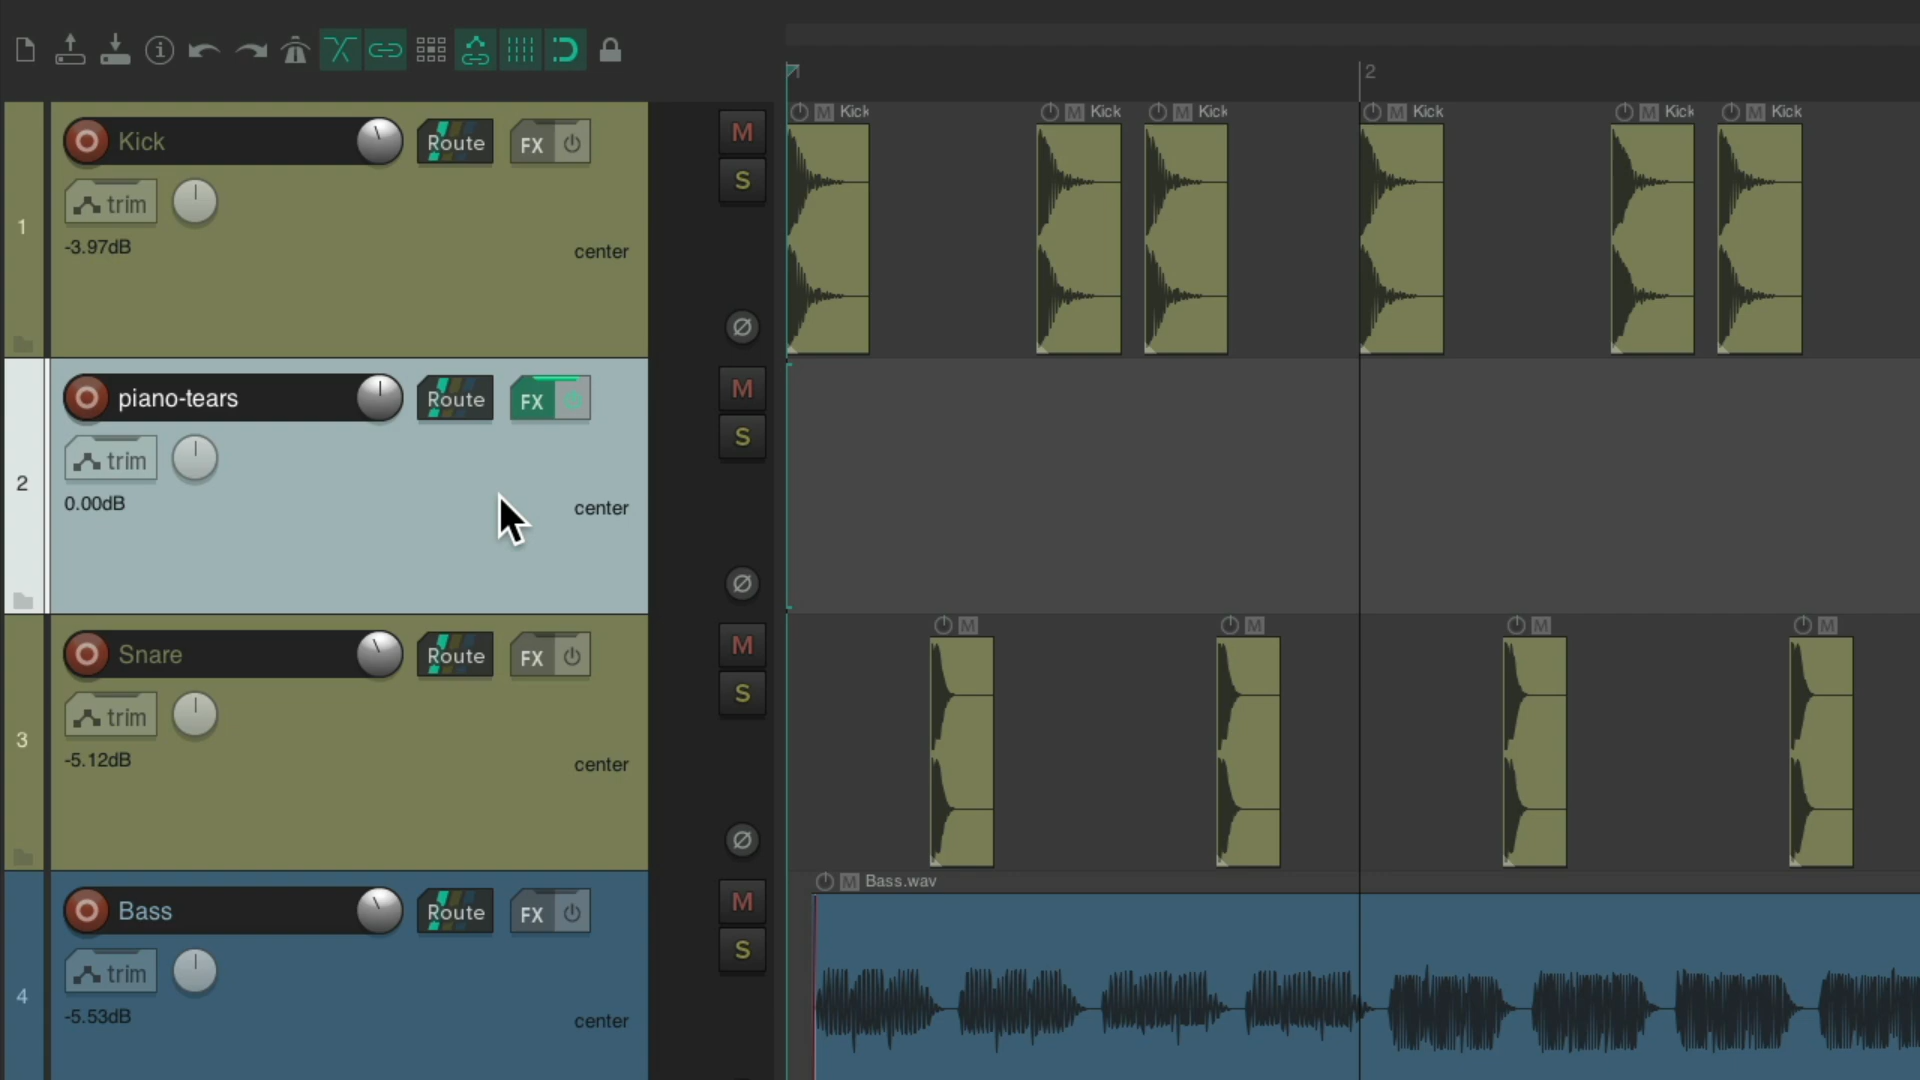 1
2
Kick
Route
FX
trim
-3.97dB
center
1
M
S
M Kick
M Kick
M Kick
M Kick
M Kick
M Kick
piano-tears
Route
FX
trim
0.00dB
center
2
M
S
Snare
Route
FX
trim
-5.12dB
center
3
M
S
M
M
M
M
Bass
Route
FX
trim
-5.53dB
center
4
M
S
M Bass.wav